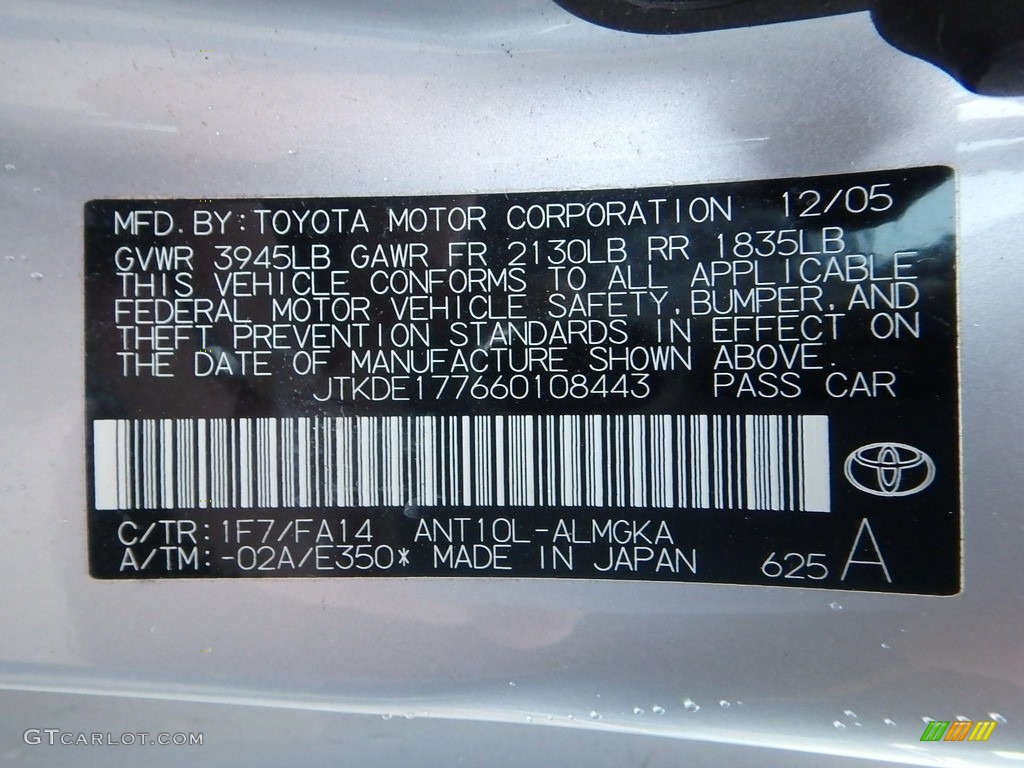 MFD. BY: TOYOTA MOTOR CORPORATION 12/05
GVWR 3945LB GAWR FR 2130LB RR 1835LB
THIS VEHICLE CONFORMS TO ALL APPLICABLE
FEDERAL MOTOR VEHICLE SAFETY, BUMPER, AND
THEFT PREVENTION STANDARDS IN EFFECT ON
THE DATE OF MANUFACTURE SHOWN ABOVE.
JTKDE177660108443 PASS CAR
C/TR: 1F7/FA14 ANT10L-ALMGKA
A/TM: -02A/E350* MADE IN JAPAN 625 A
GTCARLOT.COM